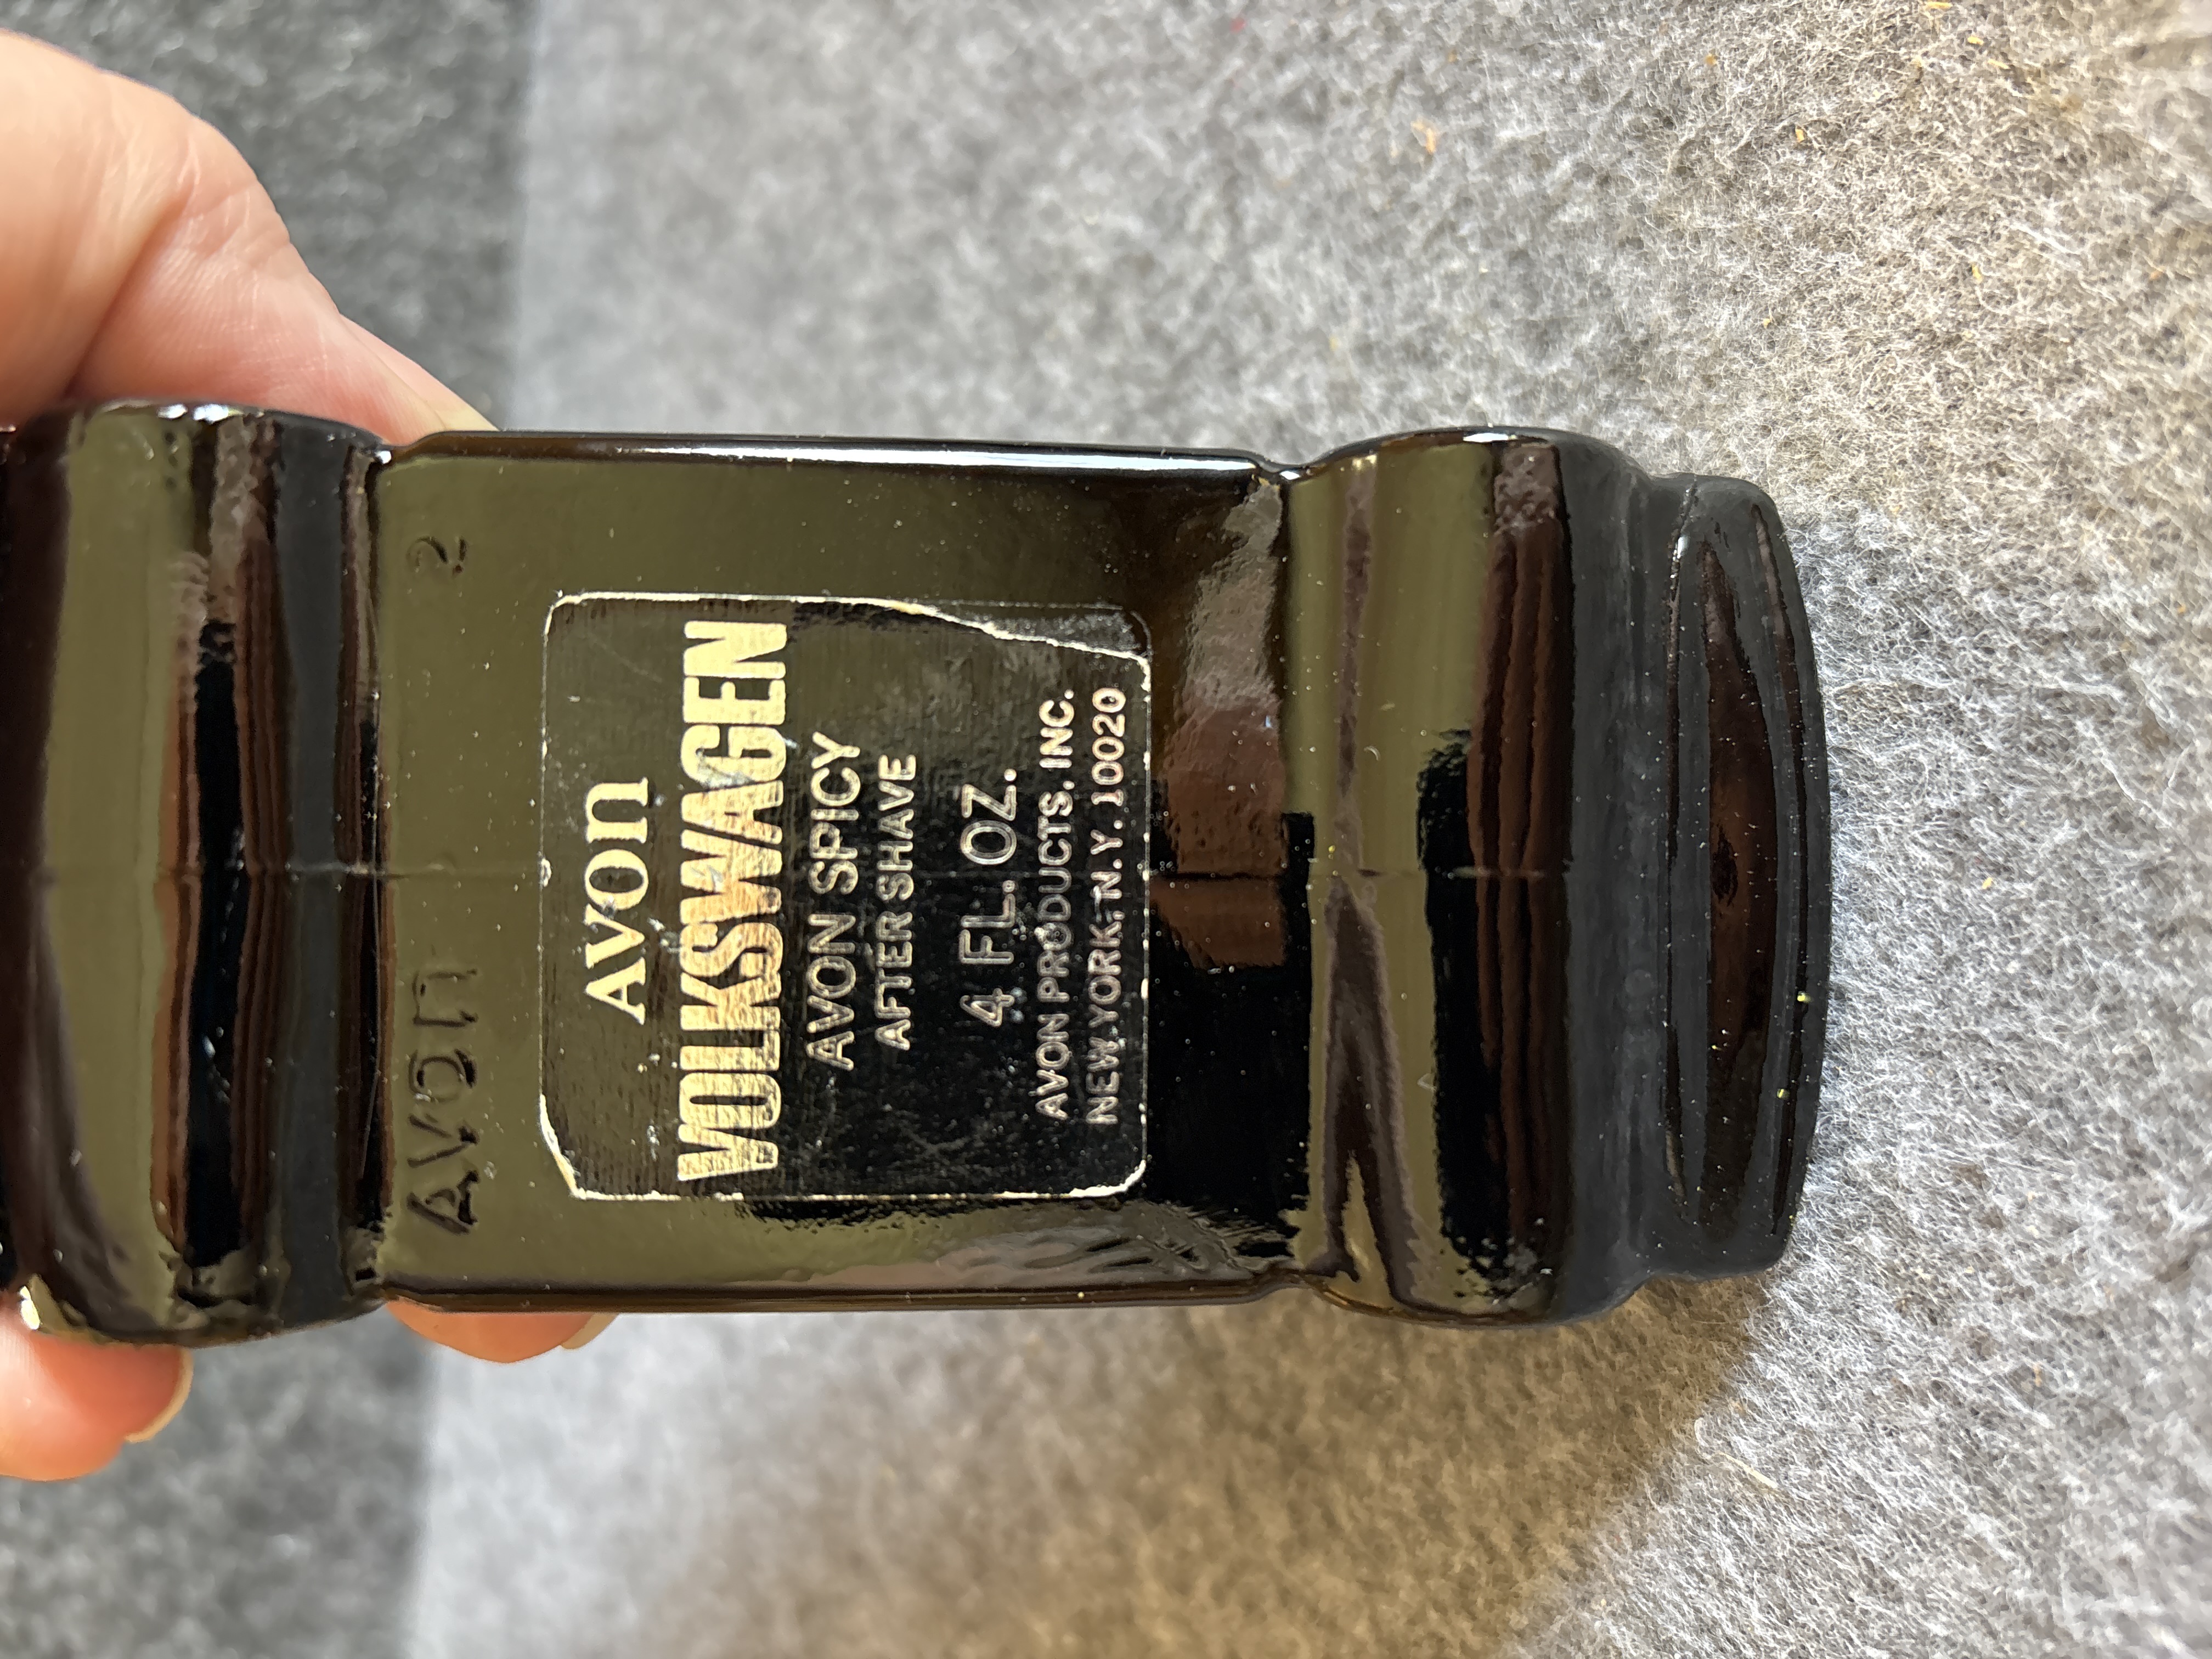 Avon 2
Avon
VOLKSWAGEN
AVON SPICY
AFTER SHAVE
4 FL. OZ.
AVON PRODUCTS, INC.
NEW YORK, N.Y. 10020